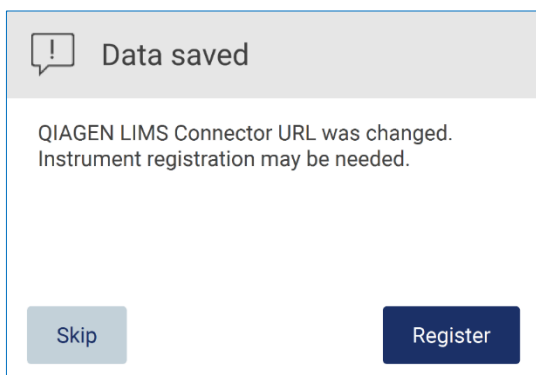 Data saved
QIAGEN LIMS Connector URL was changed.
Instrument registration may be needed.
Skip
Register